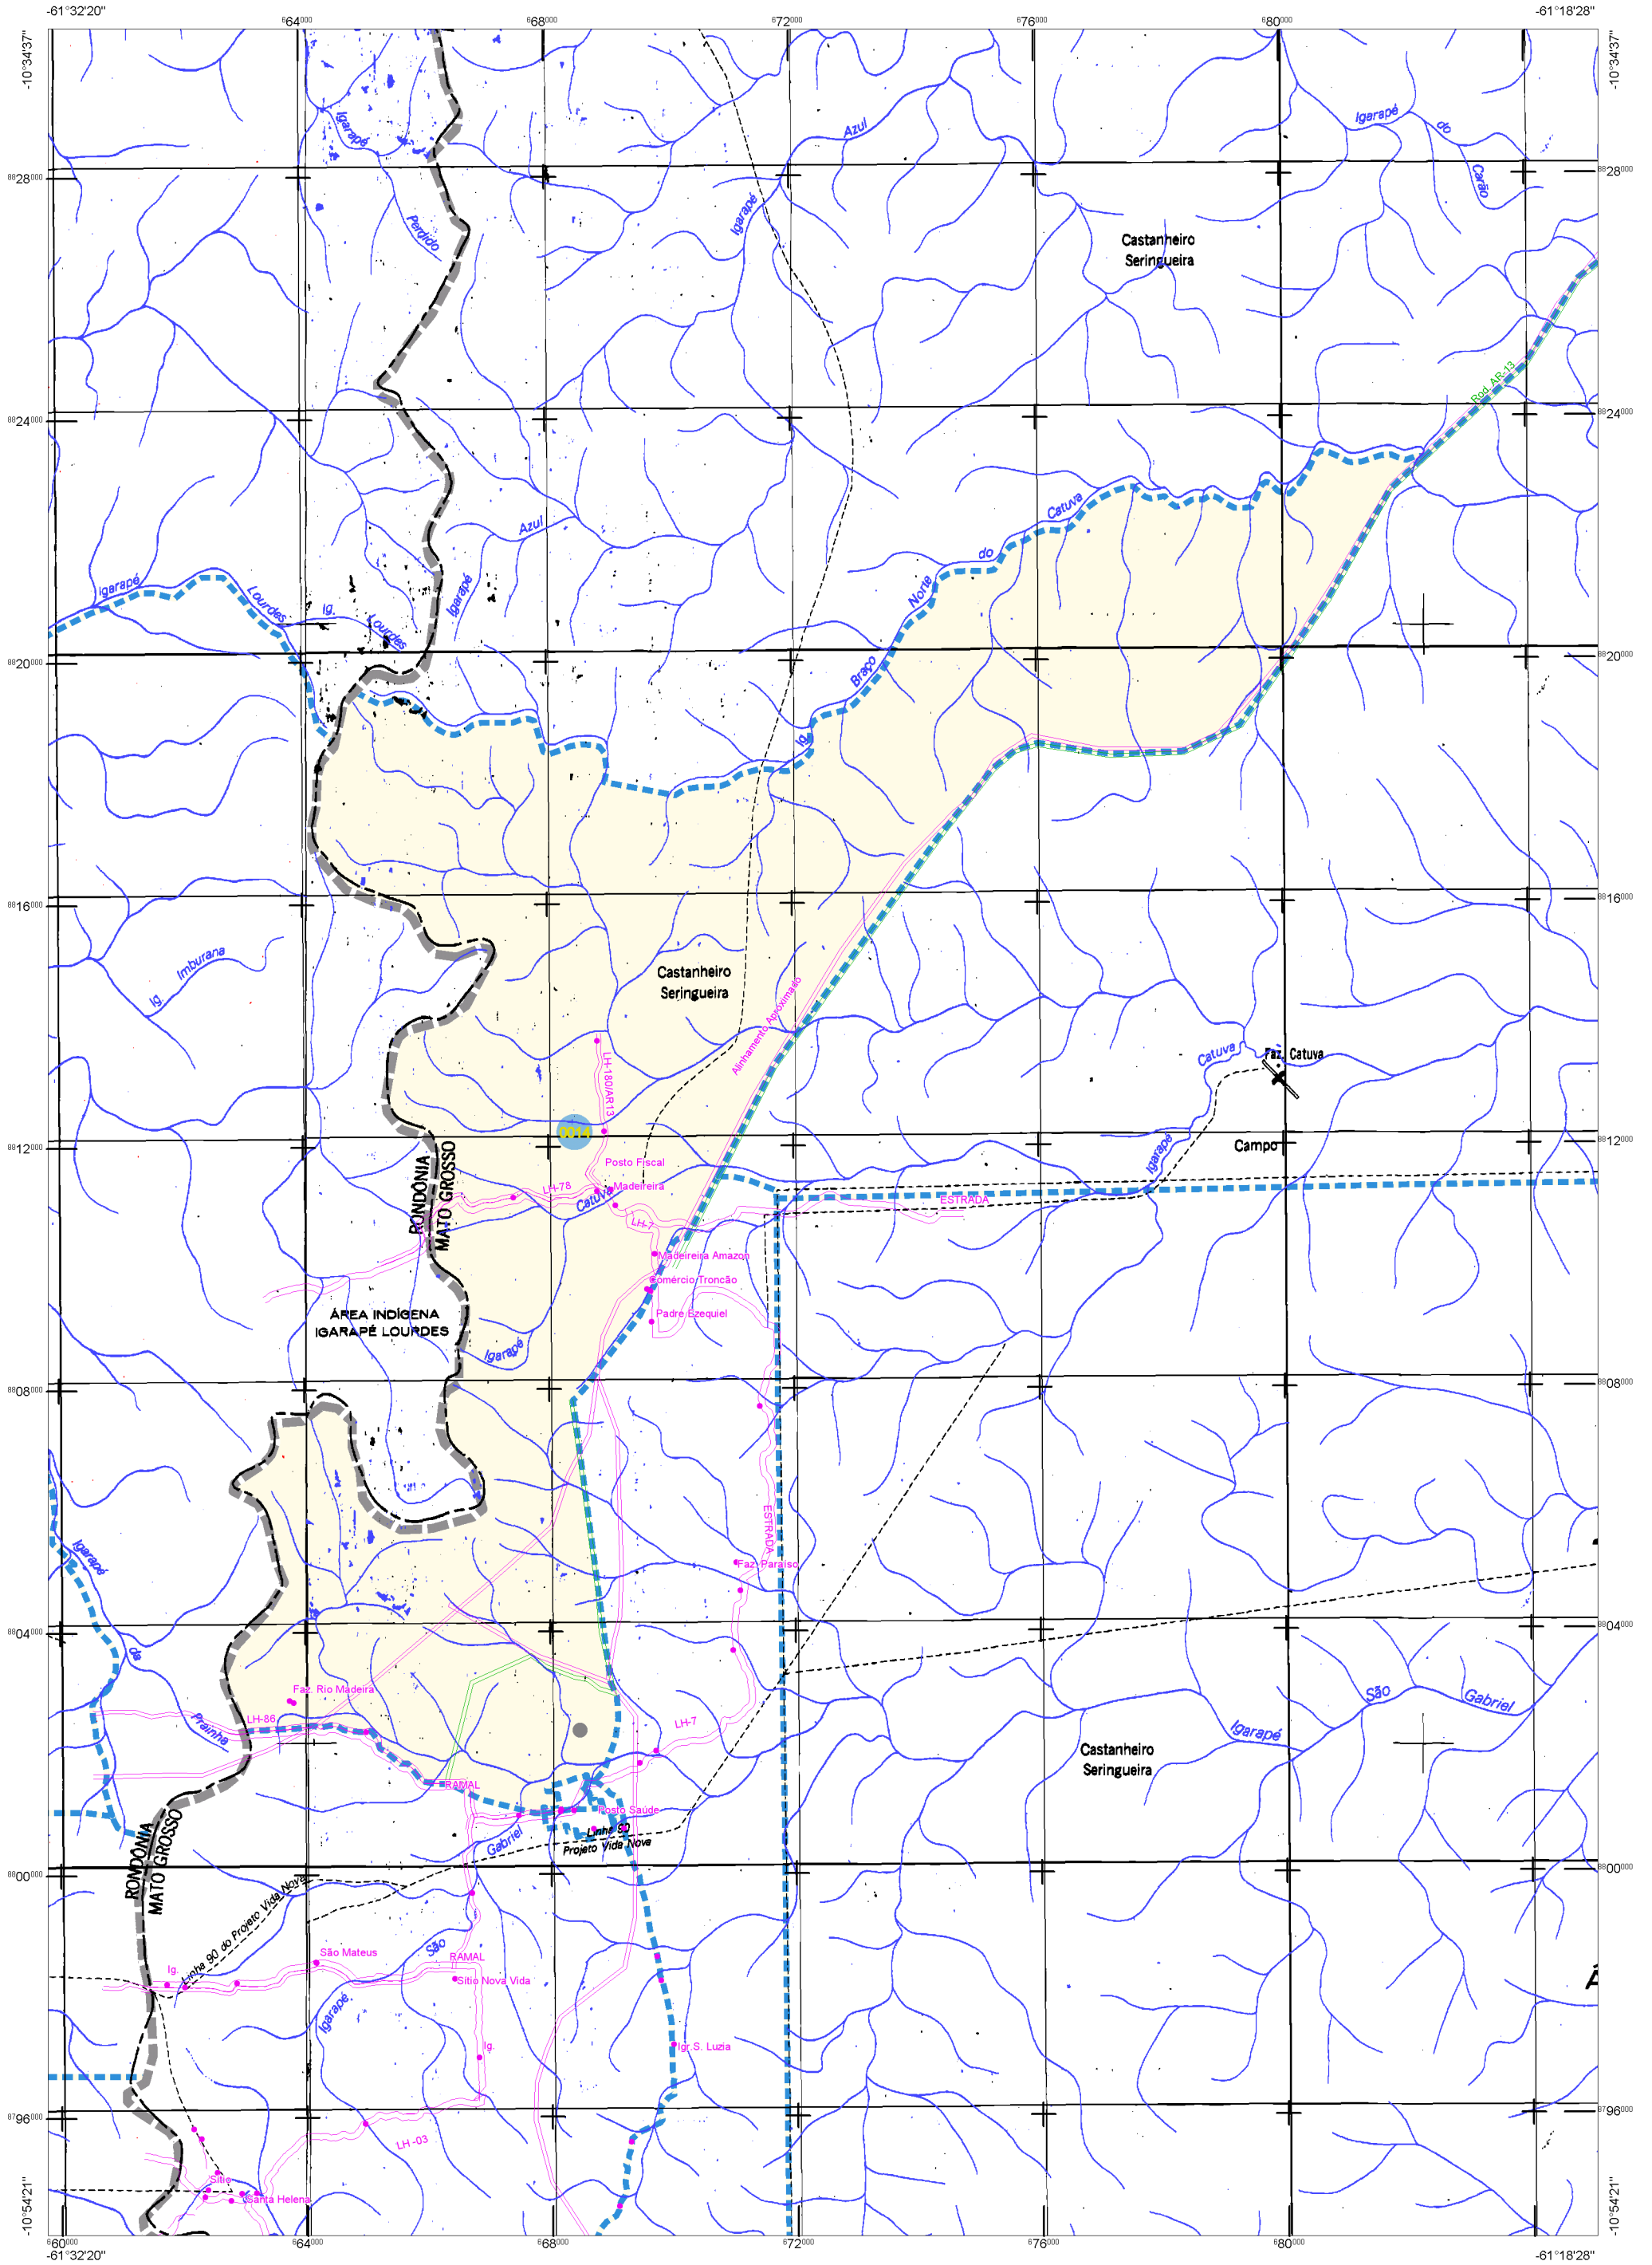 -61°32'20"
-61°18'28"
664000
668000
672000
676000
680000
-10°34'37"
-10°34'37"
Igarapé
Perdido
Azul
Igarapé
Igarapé
do
Carão
8828000
8828000
Castanheiro
Seringueira
Rod. AR-13
8824000
8824000
Azul
Igarapé
Catuva
do
Norte
Braço
Ig.
Igarapé
Lourdes
Ig.
Lourdes
8820000
8820000
8816000
8816000
Ig.
Imburana
Castanheiro
Seringueira
Alinhamento Aproximado
LH-180/AR13
0014
Catuva
Faz. Catuva
Campo
Igarapé
8812000
8812000
RONDONIA
MATO GROSSO
Posto Fiscal
Madeireira
LH-78
Catuva
LH-7
ESTRADA
Madeireira Amazon
Comércio Troncão
Padre Ezequiel
ÁREA INDÍGENA
IGARAPÉ LOURDES
Igarapé
8808000
8808000
ESTRADA
Faz. Paraíso
Igarapé
da
Prainha
8804000
8804000
Faz. Rio Madeira
LH-86
LH-7
São
Gabriel
Igarapé
Castanheiro
Seringueira
RAMAL
Posto Saúde
Linha 90
Projeto Vida Nova
Gabriel
RONDONIA
MATO GROSSO
8800000
8800000
Linha 90 do Projeto Vida Nova
São Mateus
Ig.
São
RAMAL
Sitio Nova Vida
Igarapé
Ig.
Igr.S. Luzia
Á
8796000
8796000
LH -03
Sitio
Santa Helena
-10°54'21"
-10°54'21"
660000
664000
668000
672000
676000
680000
-61°32'20"
-61°18'28"